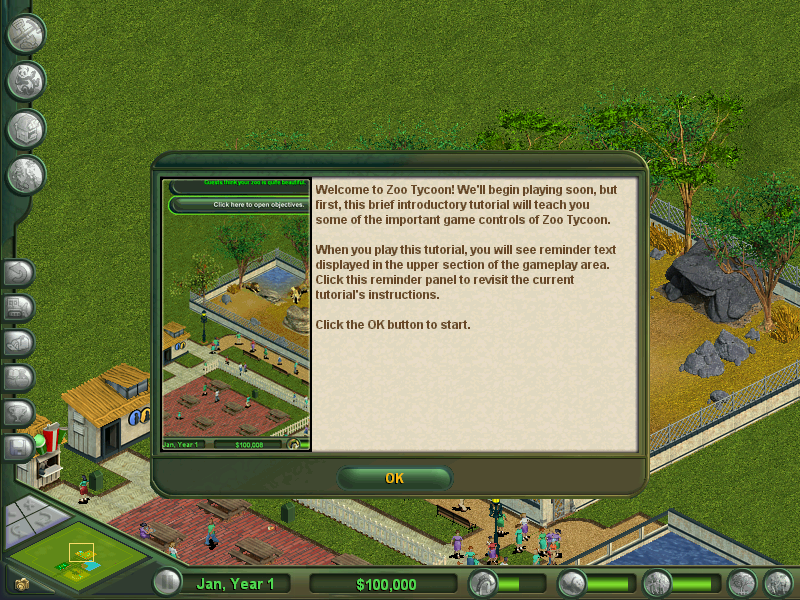 Guests think your zoo is quite beautiful.
Click here to open objectives.
Welcome to Zoo Tycoon! We'll begin playing soon, but
first, this brief introductory tutorial will teach you
some of the important game controls of Zoo Tycoon.
When you play this tutorial, you will see reminder text
displayed in the upper section of the gameplay area.
Click this reminder panel to revisit the current
tutorial's instructions.
Click the OK button to start.
Jan, Year 1
$100,008
OK
Jan, Year 1
$100,000